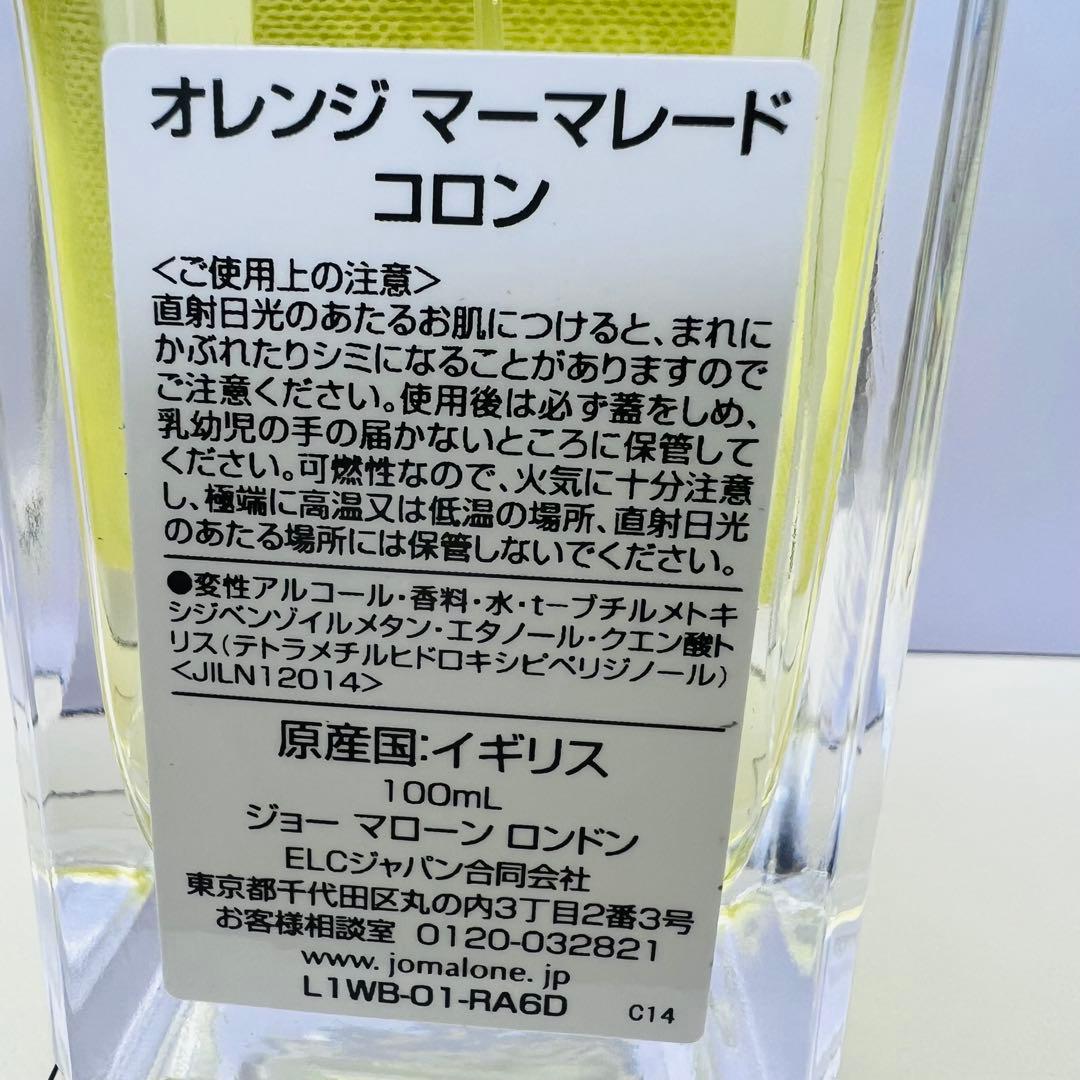 オレンジ マーマレード
コロン
<ご使用上の注意>
直射日光のあたるお肌につけると、まれに
かぶれたりシミになることがありますので
ご注意ください。使用後は必ず蓋をしめ、
乳幼児の手の届かないところに保管して
ください。可燃性なので、火気に十分注意
し、極端に高温又は低温の場所、直射日光
のあたる場所には保管しないでください。
●変性アルコール・香料・水・t-ブチルメトキ
シジベンゾイルメタン・エタノール・クエン酸ト
リス(テトラメチルヒドロキシピペリジノール)
<JILN12014>
原産国:イギリス
100mL
ジョー マローン ロンドン
ELCジャパン合同会社
東京都千代田区丸の内3丁目2番3号
お客様相談室 0120-032821
www. jomalone. jp
L1WB-01-RA6D C14